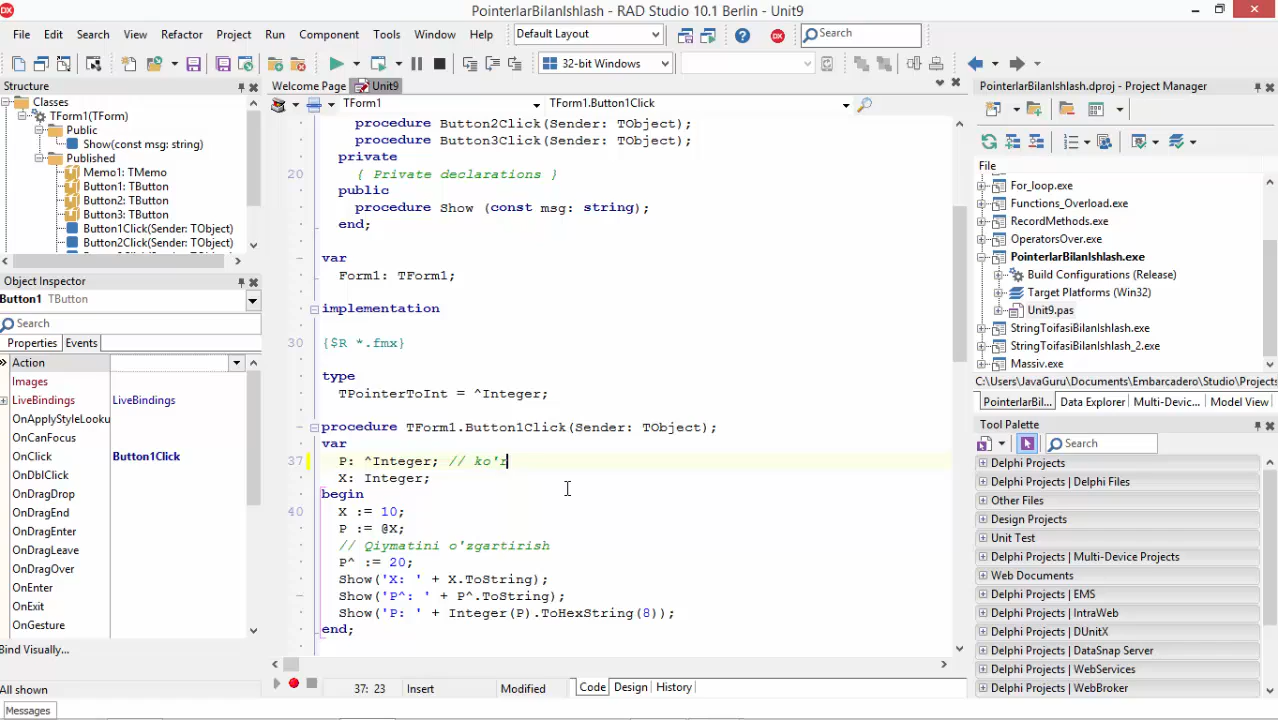 PointerlarBilanIshlash - RAD Studio 10.1 Berlin - Unit9
File Edit Search View Refactor Project Run Component Tools Window Help Default Layout Search
32-bit Windows
Structure
Classes
TForm1(TForm)
Public
Show(const msg: string)
Published
Memo1: TMemo
Button1: TButton
Button2: TButton
Button3: TButton
Button1Click(Sender: TObject)
Button2Click(Sender: TObject)
Object Inspector
Button1 TButton
Search
Properties Events
Action
Images
LiveBindings LiveBindings
OnApplyStyleLooku
OnCanFocus
OnClick Button1Click
OnDblClick
OnDragDrop
OnDragEnd
OnDragEnter
OnDragLeave
OnDragOver
OnEnter
OnExit
OnGesture
Bind Visually...
All shown
Messages
Welcome Page Unit9
TForm1 TForm1.Button1Click
procedure Button2Click(Sender: TObject);
procedure Button3Click(Sender: TObject);
private
20 { Private declarations }
public
procedure Show (const msg: string);
end;
var
Form1: TForm1;
implementation
30 {$R *.fmx}
type
TPointerToInt = ^Integer;
procedure TForm1.Button1Click(Sender: TObject);
var
37 P: ^Integer; // ko'r
X: Integer;
begin
40 X := 10;
P := @X;
// Qiymatini o'zgartirish
P^ := 20;
Show('X: ' + X.ToString);
Show('P^: ' + P^.ToString);
Show('P: ' + Integer(P).ToHexString(8));
end;
37: 23 Insert Modified Code Design History
PointerlarBilanIshlash.dproj - Project Manager
File
For_loop.exe
Functions_Overload.exe
RecordMethods.exe
OperatorsOver.exe
PointerlarBilanIshlash.exe
Build Configurations (Release)
Target Platforms (Win32)
Unit9.pas
StringToifasiBilanIshlash.exe
StringToifasiBilanIshlash_2.exe
Massiv.exe
C:\Users\JavaGuru\Documents\Embarcadero\Studio\Projects
PointerlarBil... Data Explorer Multi-Devic... Model View
Tool Palette
Search
Delphi Projects
Delphi Projects | Delphi Files
Other Files
Design Projects
Unit Test
Delphi Projects | Multi-Device Projects
Web Documents
Delphi Projects | EMS
Delphi Projects | IntraWeb
Delphi Projects | DUnitX
Delphi Projects | DataSnap Server
Delphi Projects | WebServices
Delphi Projects | WebBroker